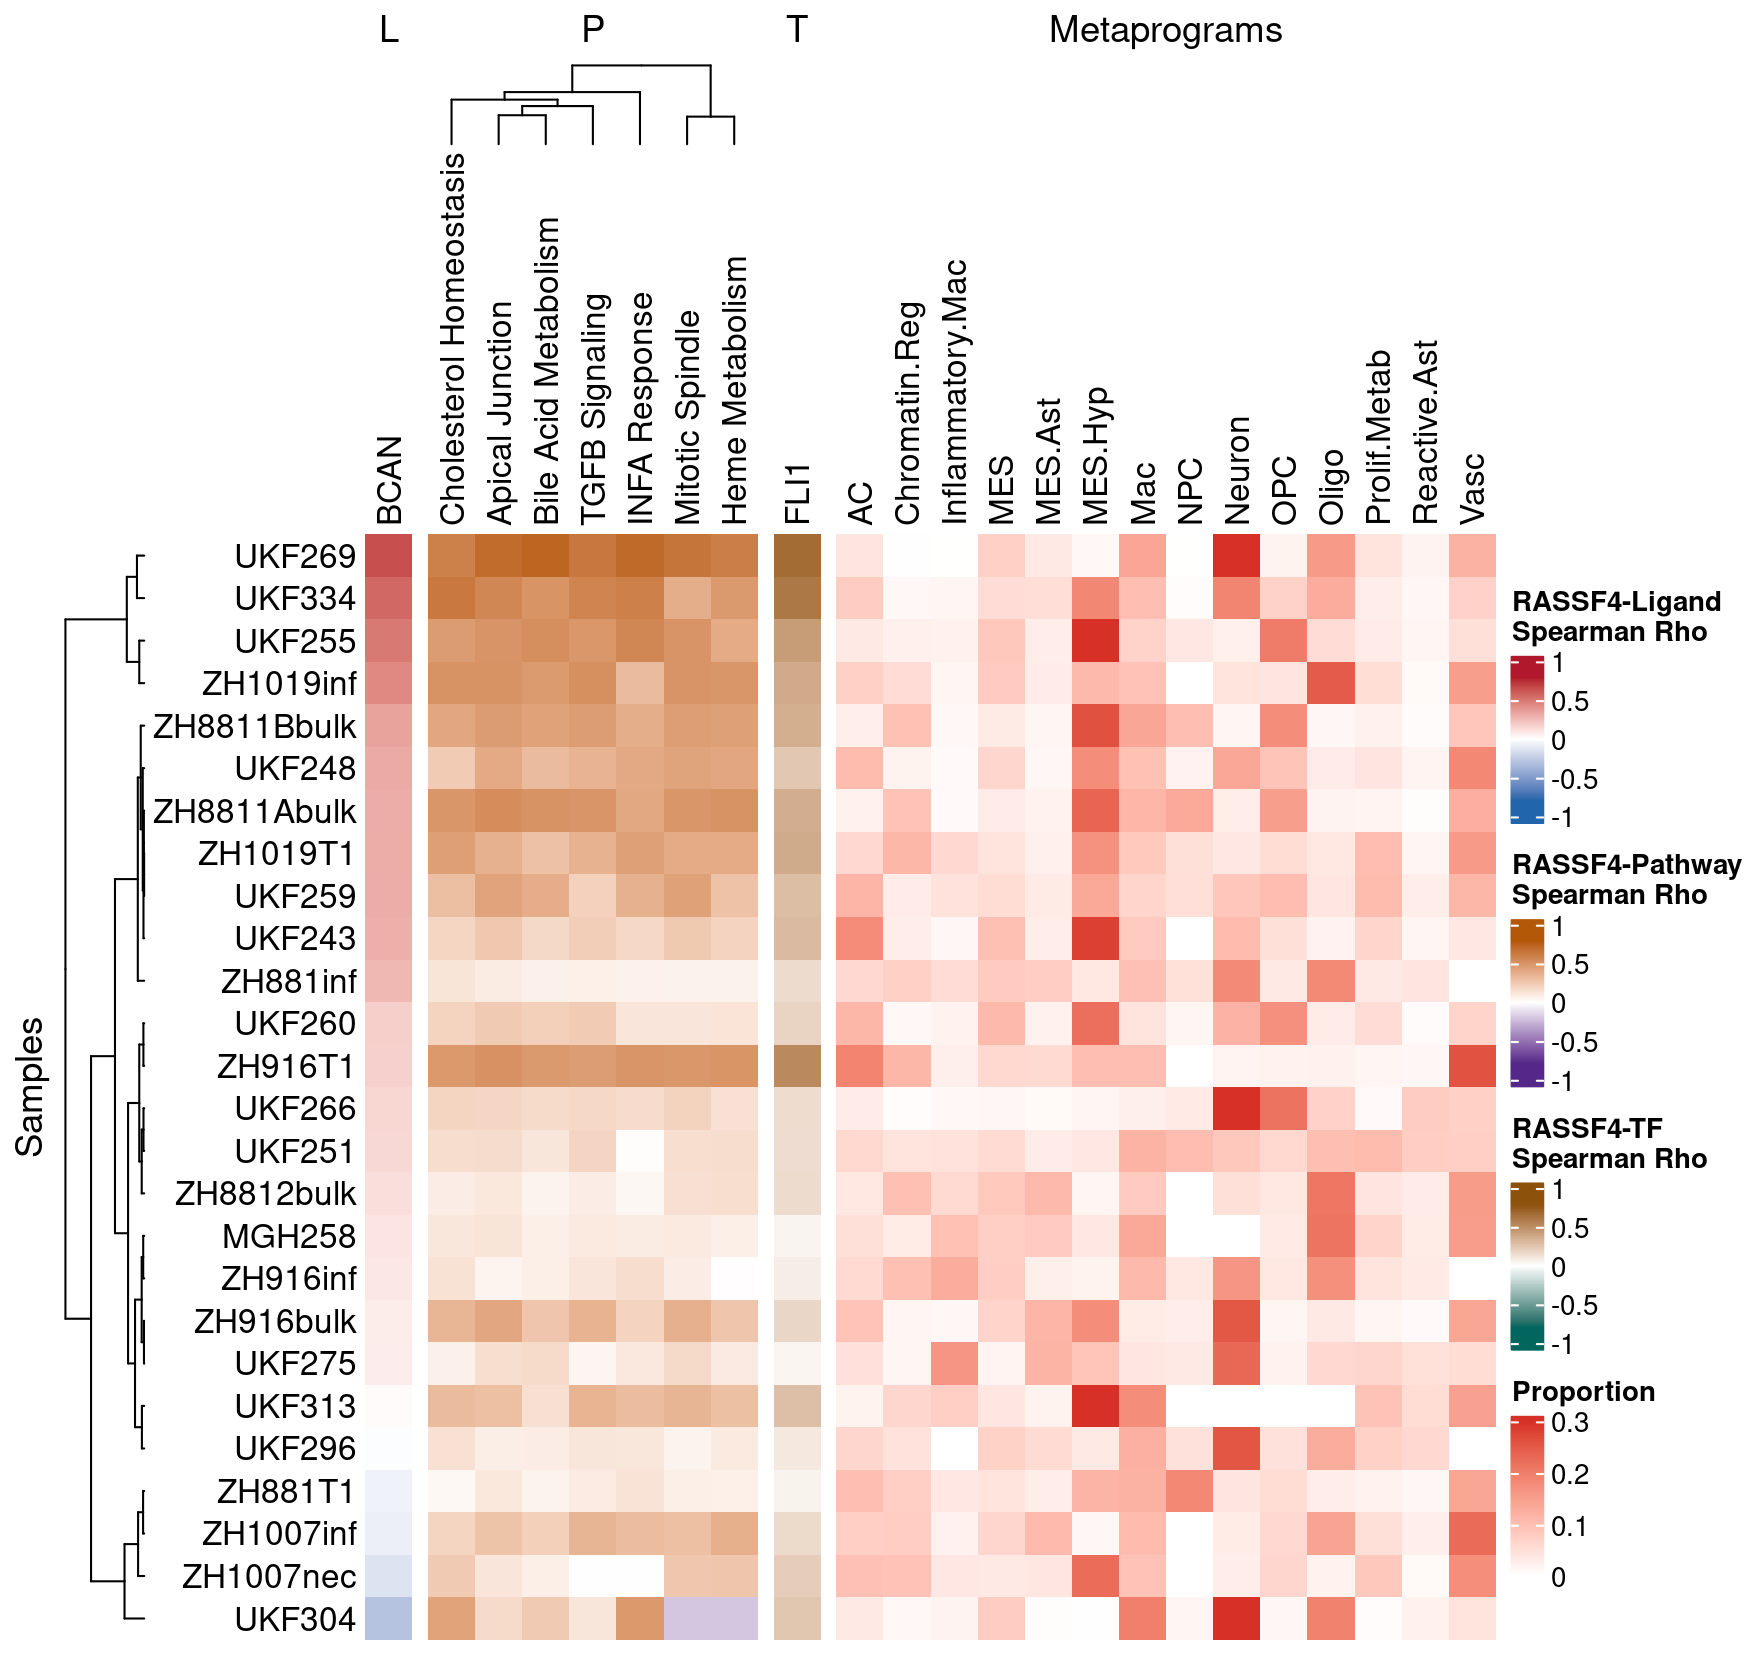 L P T Metaprograms
BCAN
Cholesterol Homeostasis
Apical Junction
Bile Acid Metabolism
TGFB Signaling
INFA Response
Mitotic Spindle
Heme Metabolism
FLI1
AC
Chromatin.Reg
Inflammatory.Mac
MES
MES.Ast
MES.Hyp
Mac
NPC
Neuron
OPC
Oligo
Prolif.Metab
Reactive.Ast
Vasc
Samples
UKF269
UKF334
UKF255
ZH1019inf
ZH8811Bbulk
UKF248
ZH8811Abulk
ZH1019T1
UKF259
UKF243
ZH881inf
UKF260
ZH916T1
UKF266
UKF251
ZH8812bulk
MGH258
ZH916inf
ZH916bulk
UKF275
UKF313
UKF296
ZH881T1
ZH1007inf
ZH1007nec
UKF304
RASSF4-Ligand
Spearman Rho
1
0.5
0
-0.5
-1
RASSF4-Pathway
Spearman Rho
1
0.5
0
-0.5
-1
RASSF4-TF
Spearman Rho
1
0.5
0
-0.5
-1
Proportion
0.3
0.2
0.1
0